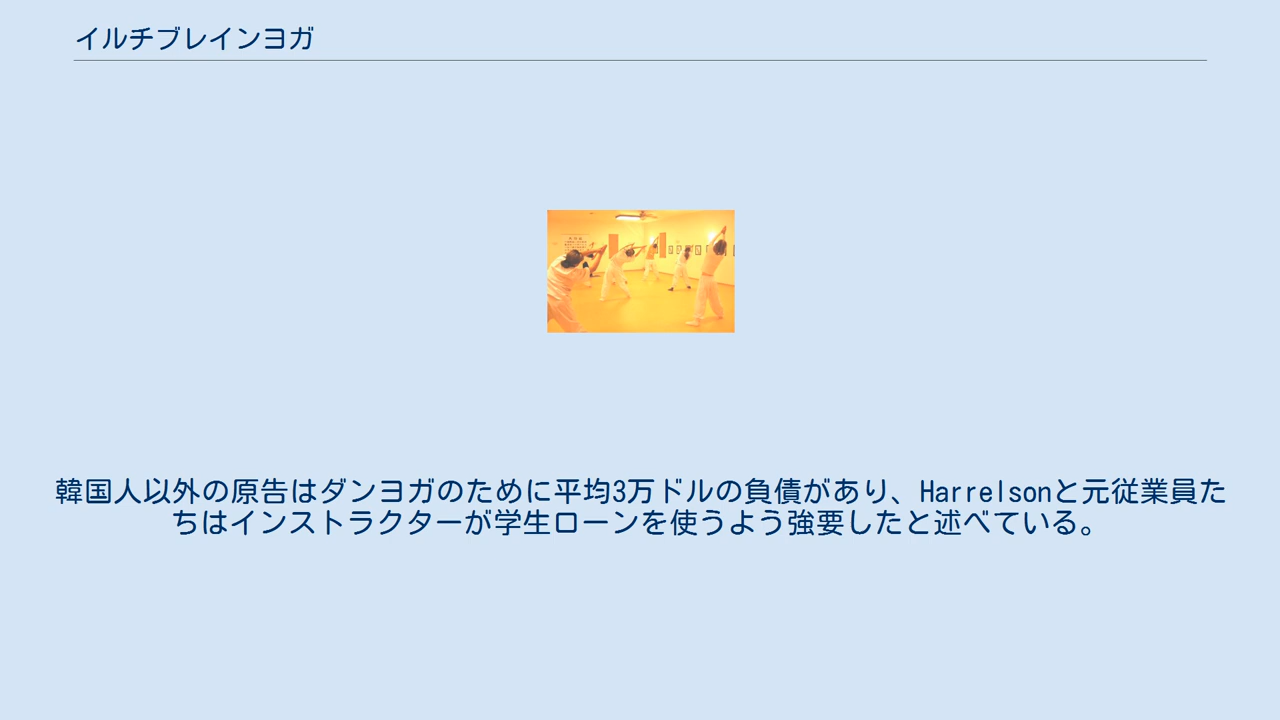 イルチブレインヨガ
韓国人以外の原告はダンヨガのために平均3万ドルの負債があり、Harrelsonと元従業員た
ちはインストラクターが学生ローンを使うよう強要したと述べている。